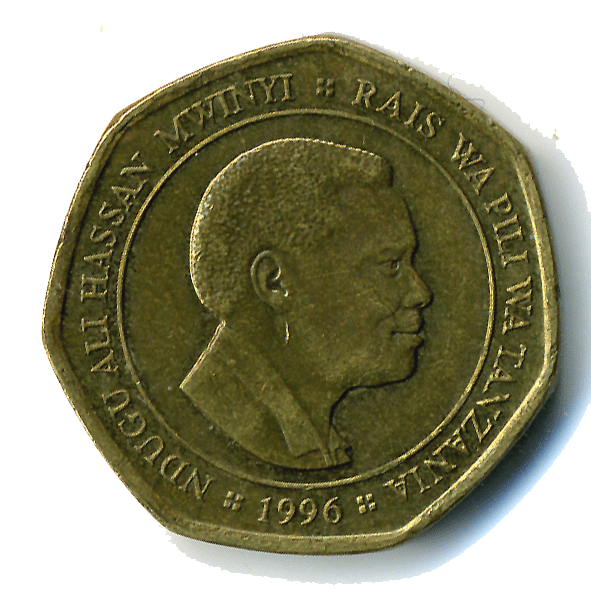 NDUGU ALI HASSAN MWINYI RAIS WA PILI WA TANZANIA
1996